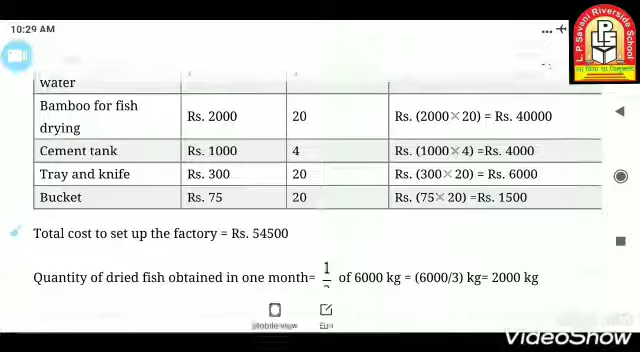 10:29 AM
L. P. Savani Riverside School
water
Bamboo for fish drying Rs. 2000 20 Rs. (2000×20) = Rs. 40000
Cement tank Rs. 1000 4 Rs. (1000×4) =Rs. 4000
Tray and knife Rs. 300 20 Rs. (300×20) = Rs. 6000
Bucket Rs. 75 20 Rs. (75×20) =Rs. 1500
Total cost to set up the factory = Rs. 54500
Quantity of dried fish obtained in one month= 1/3 of 6000 kg = (6000/3) kg= 2000 kg
Mobile view Edit
VideoShow